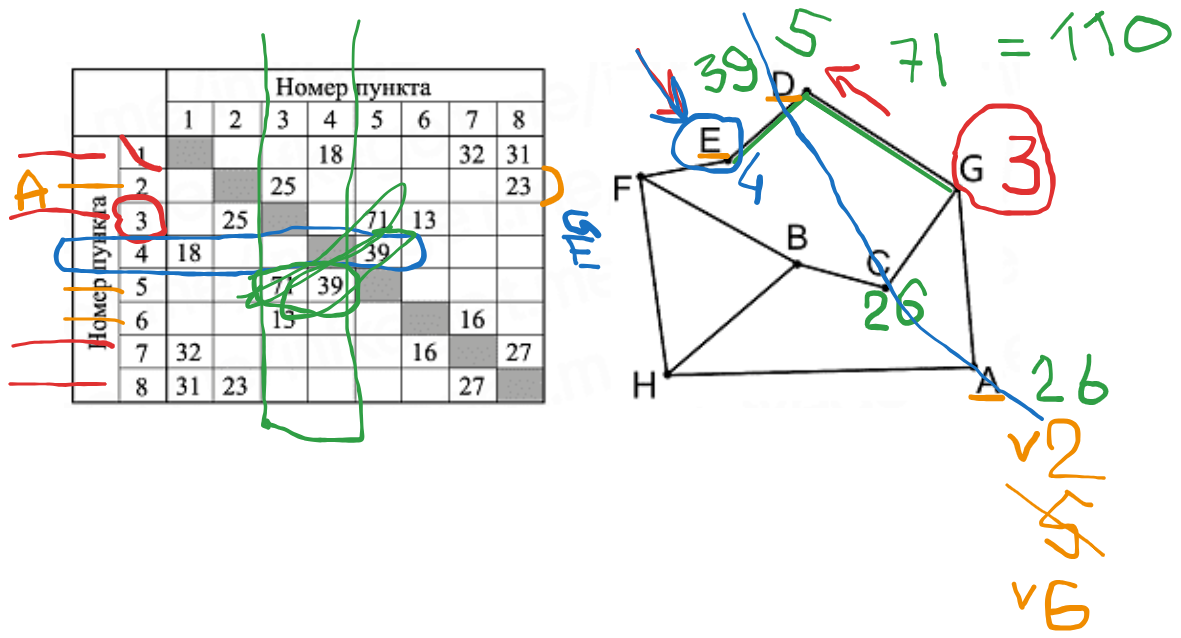 39 5 71 = 110
Номер пункта
1 2 3 4 5 6 7 8
Номер пункта
1 18 32 31
A 2 25 23
3 25 71 13
4 18 39
5 71 39
6 13 16
7 32 16 27
8 31 23 27
D
E
4
G 3
F
B
C
26
H
A 26
v2
5
v6